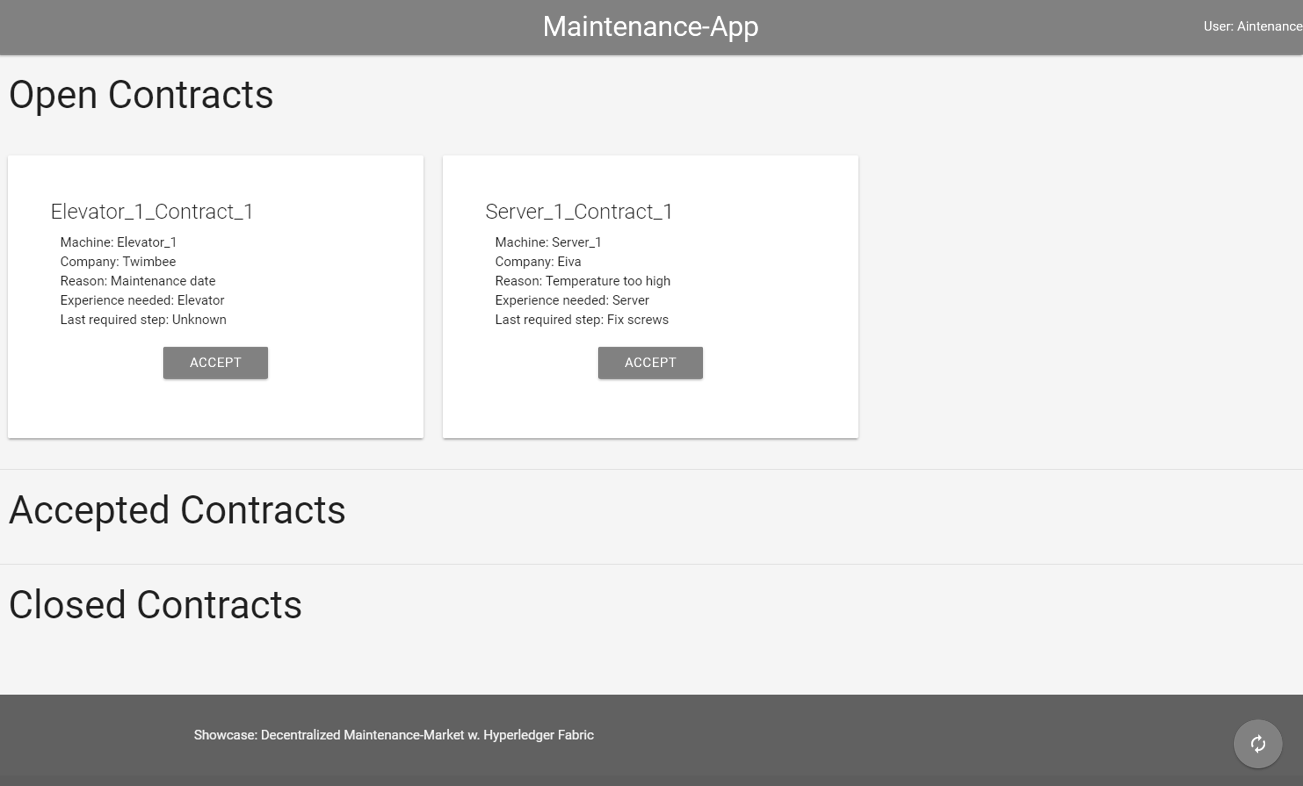 Maintenance-App
User: Aintenance
Open Contracts
Elevator_1_Contract_1
Machine: Elevator_1
Company: Twimbee
Reason: Maintenance date
Experience needed: Elevator
Last required step: Unknown
ACCEPT
Server_1_Contract_1
Machine: Server_1
Company: Eiva
Reason: Temperature too high
Experience needed: Server
Last required step: Fix screws
ACCEPT
Accepted Contracts
Closed Contracts
Showcase: Decentralized Maintenance-Market w. Hyperledger Fabric